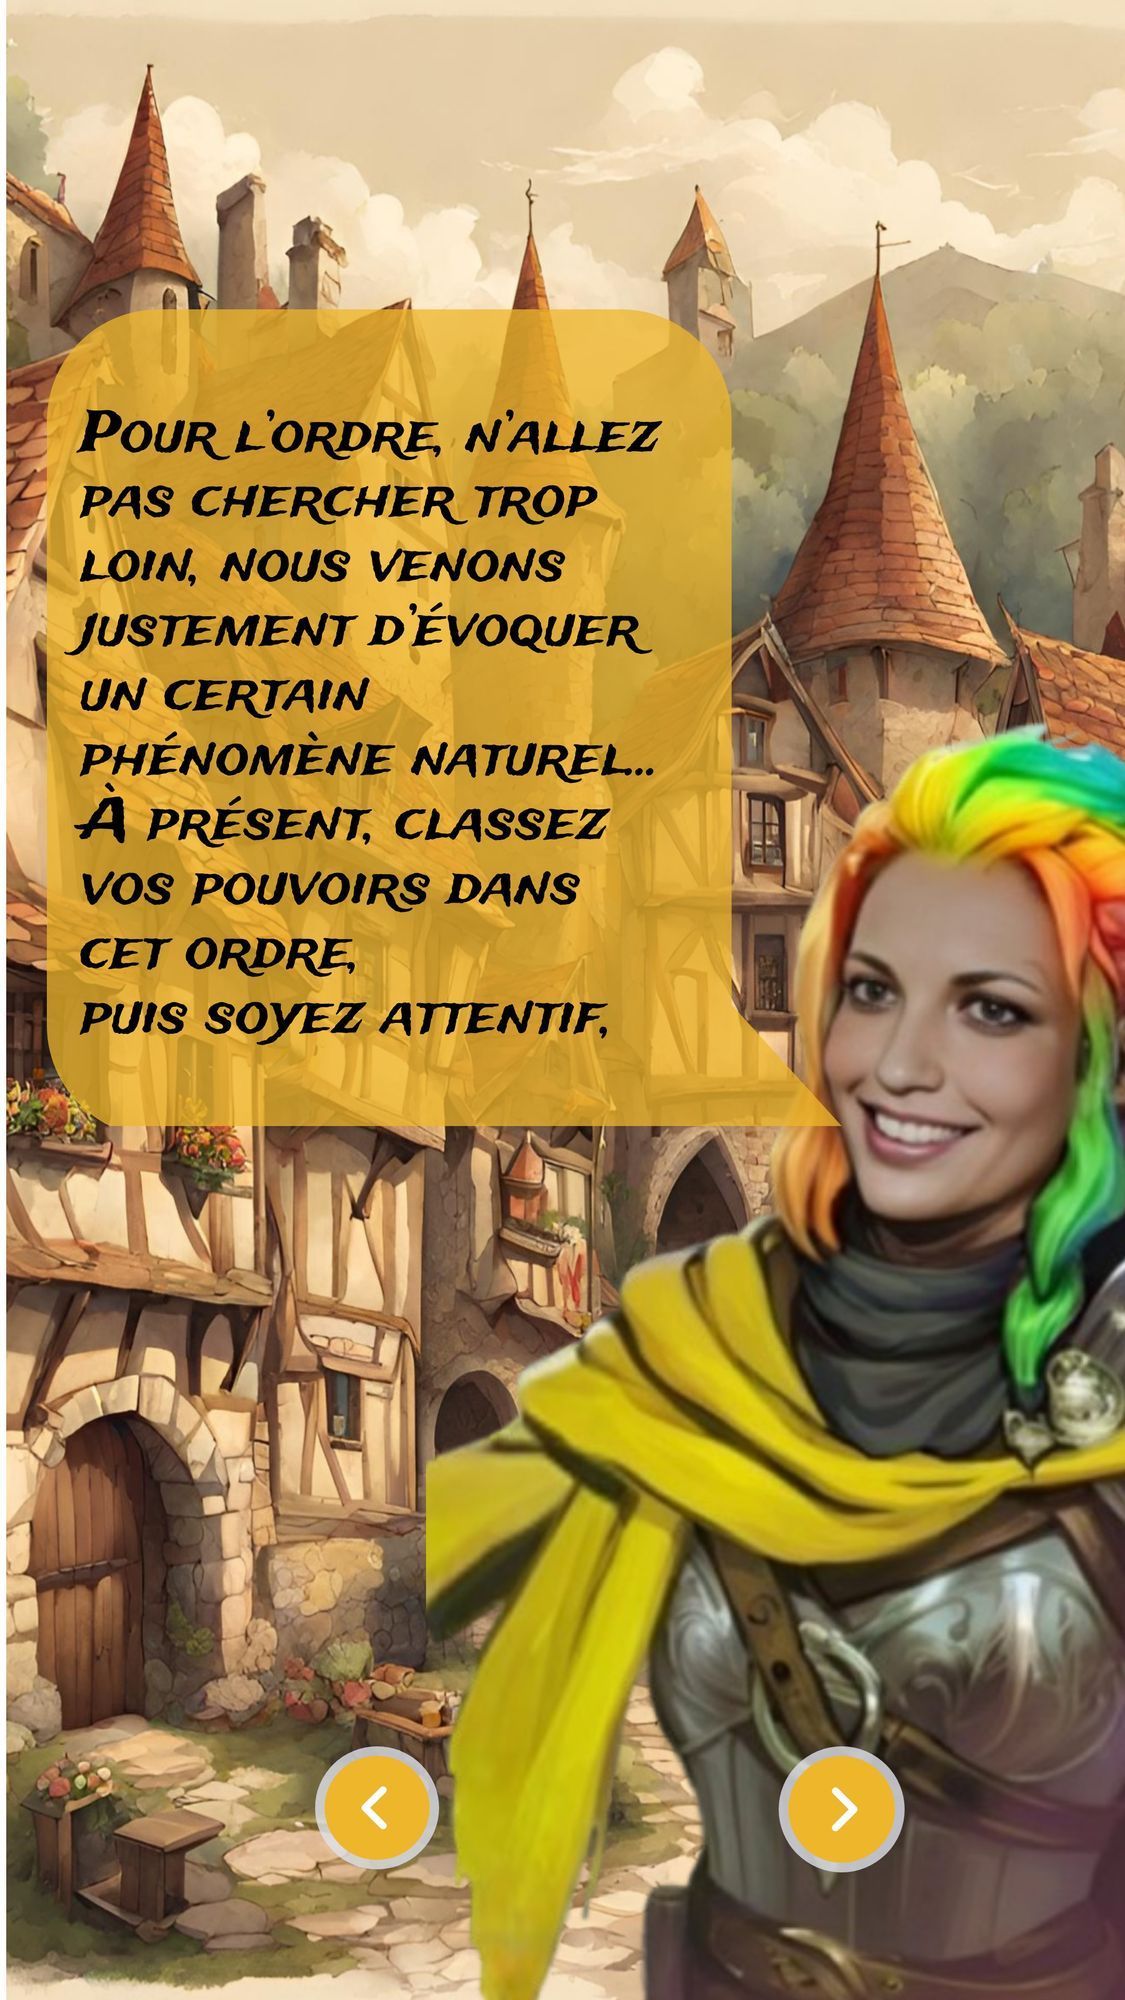 Pour l'ordre, n'allez
pas chercher trop
loin, nous venons
justement d'évoquer
un certain
phénomène naturel...
À présent, classez
vos pouvoirs dans
cet ordre,
puis soyez attentif,